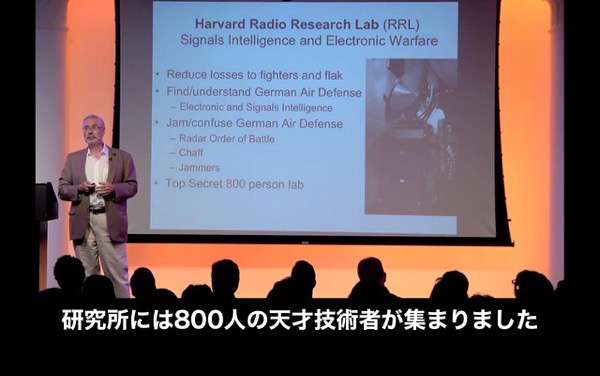 Harvard Radio Research Lab (RRL)
Signals Intelligence and Electronic Warfare
• Reduce losses to fighters and flak
• Find/understand German Air Defense
– Electronic and Signals Intelligence
• Jam/confuse German Air Defense
– Radar Order of Battle
– Chaff
– Jammers
• Top Secret 800 person lab
研究所には800人の天才技術者が集まりました